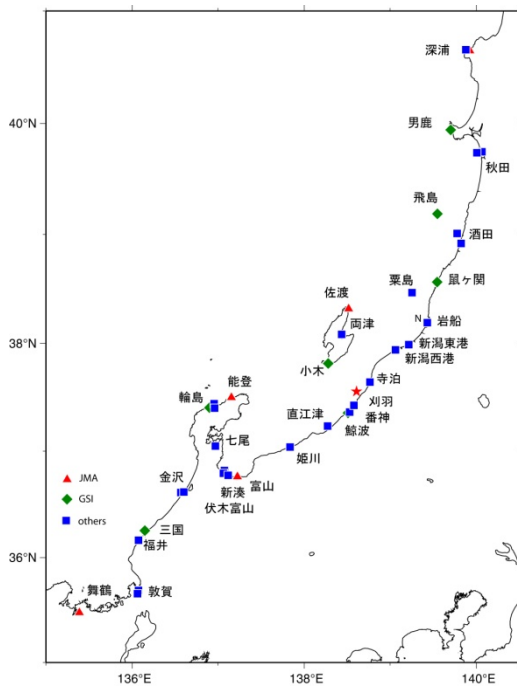 深浦
40°N
男鹿
秋田
飛島
酒田
粟島
鼠ヶ関
佐渡
N
岩船
両津
38°N
新潟東港
新潟西港
小木
能登
寺泊
輪島
刈羽
直江津
番神
鯨波
七尾
姫川
金沢
富山
JMA
新湊
GSI
伏木富山
others
三国
福井
36°N
舞鶴
敦賀
136°E
138°E
140°E